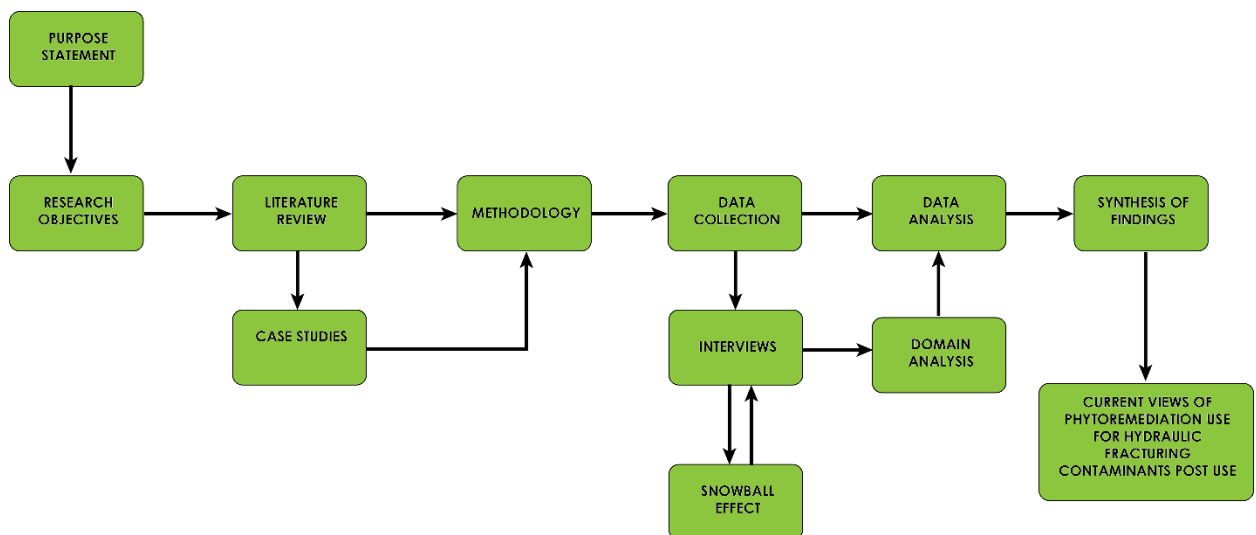 PURPOSE
STATEMENT
RESEARCH
OBJECTIVES
LITERATURE
REVIEW
METHODOLOGY
DATA
COLLECTION
DATA
ANALYSIS
SYNTHESIS OF
FINDINGS
CASE STUDIES
INTERVIEWS
DOMAIN
ANALYSIS
SNOWBALL
EFFECT
CURRENT VIEWS OF
PHYTOREMEDIATION USE
FOR HYDRAULIC
FRACTURING
CONTAMINANTS POST USE